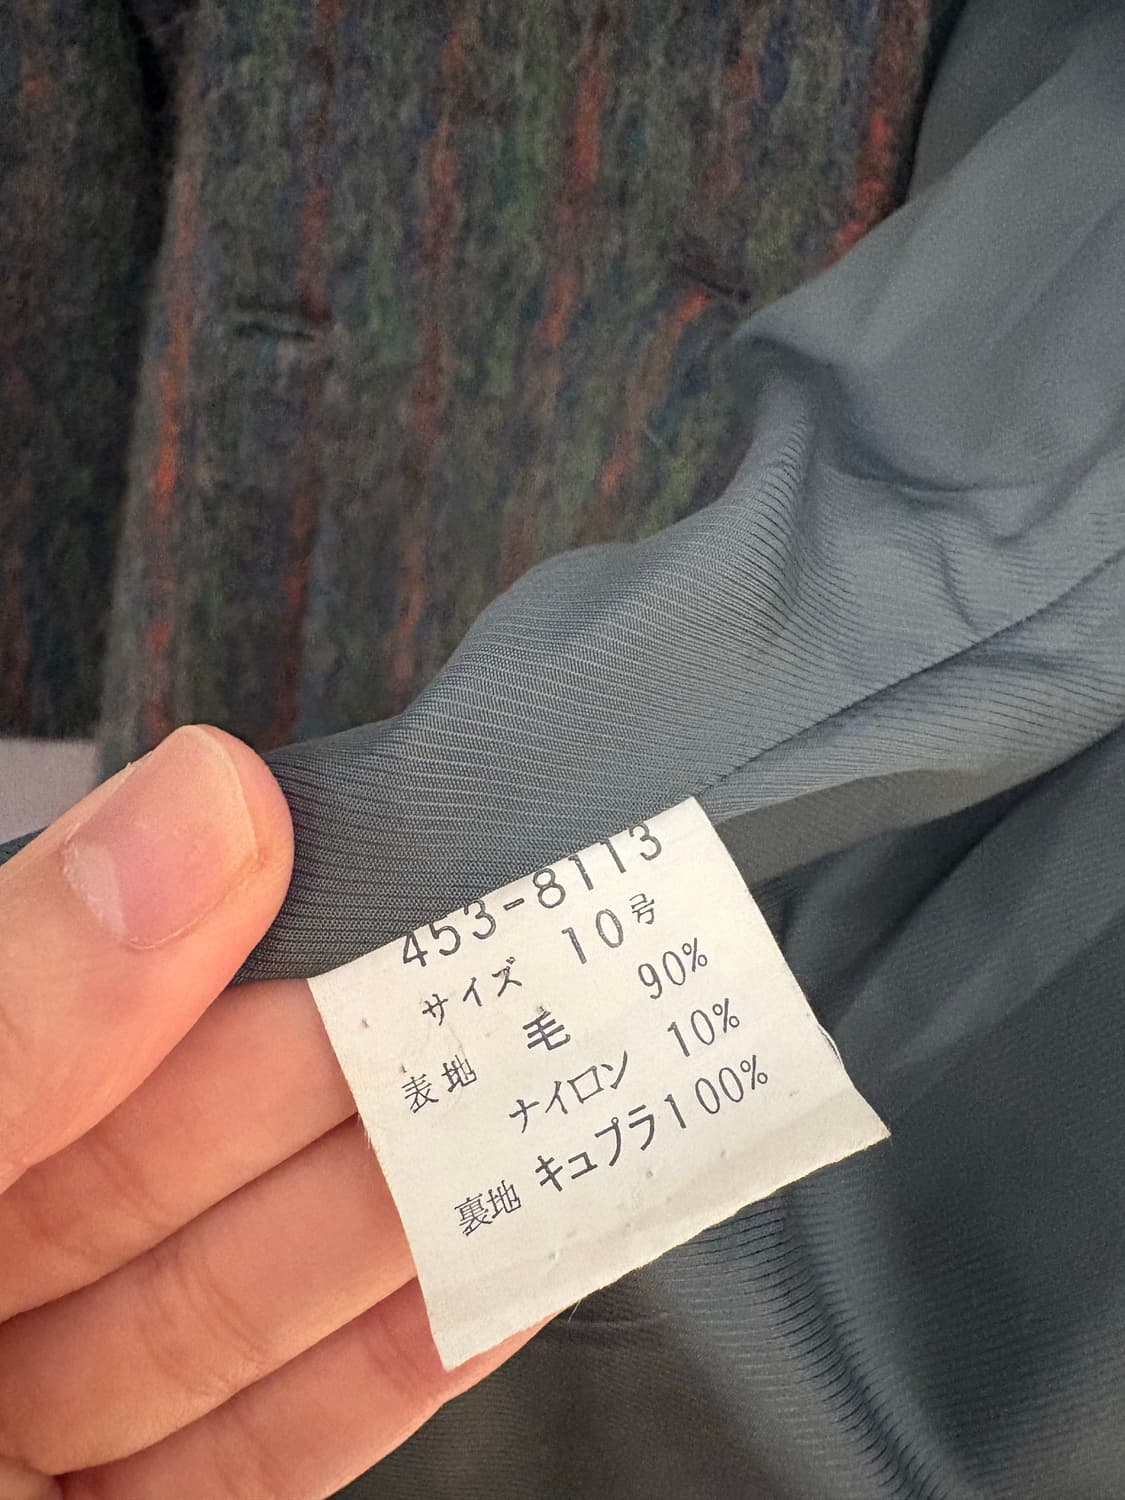 453-8113
サイズ 10号
表地 毛 90%
ナイロン 10%
裏地 キュプラ100%